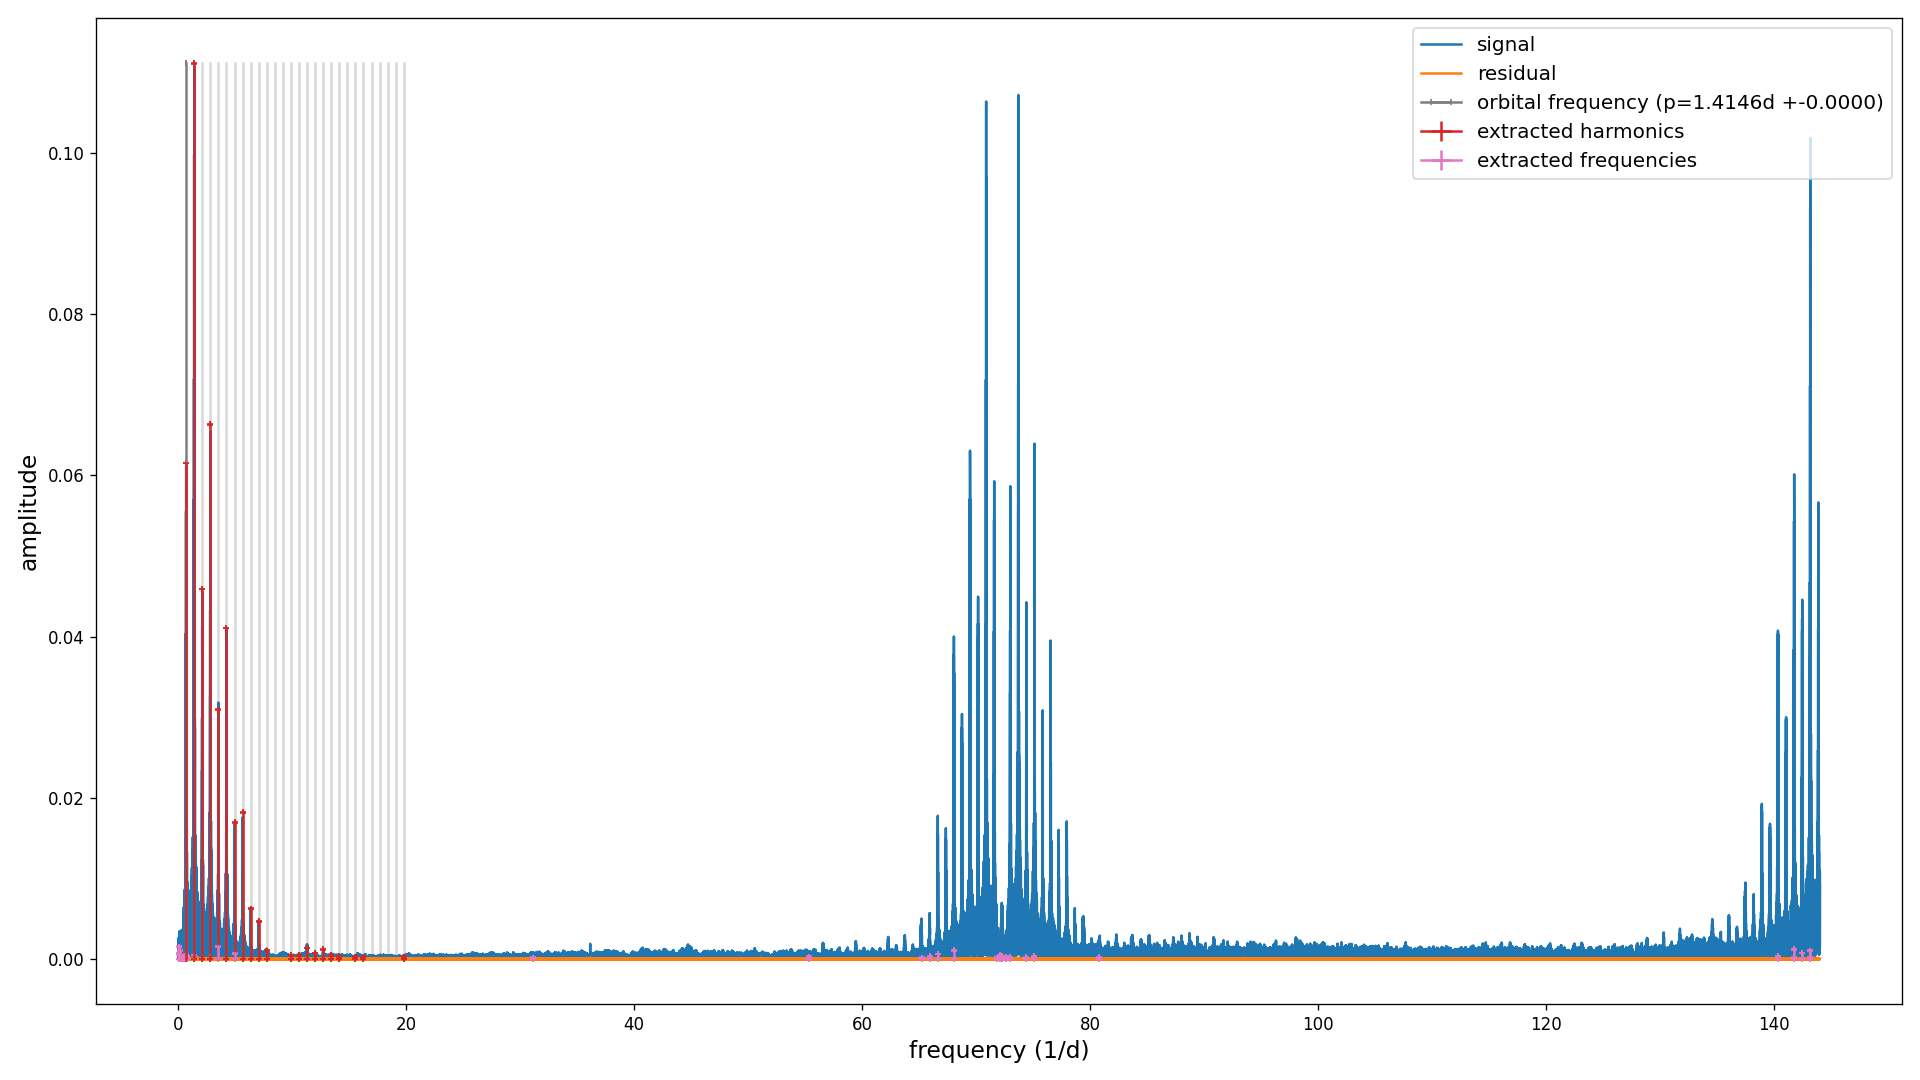 signal
residual
orbital frequency (p=1.4146d +-0.0000)
extracted harmonics
extracted frequencies
amplitude
0.10
0.08
0.06
0.04
0.02
0.00
0 20 40 60 80 100 120 140
frequency (1/d)